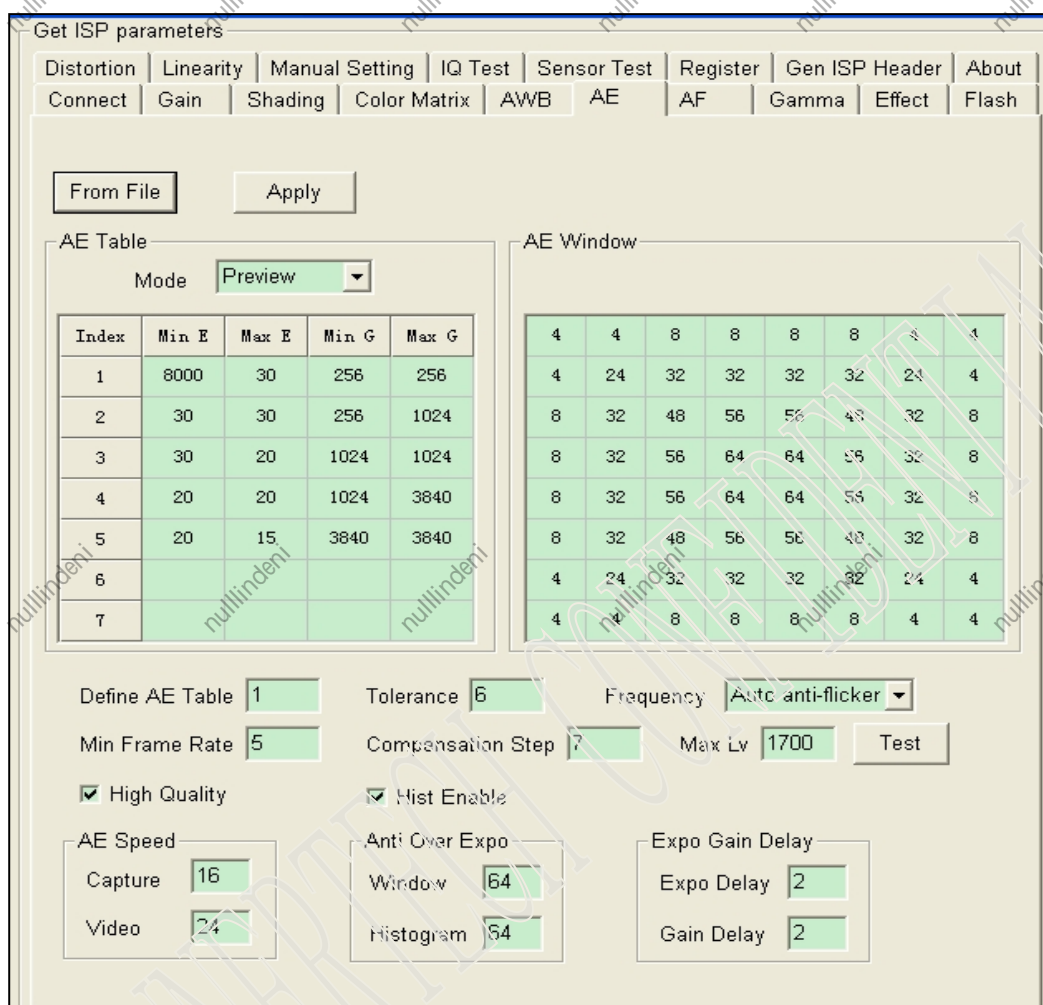 Get ISP parameters
Distortion Linearity Manual Setting IQ Test Sensor Test Register Gen ISP Header About
Connect Gain Shading Color Matrix AWB AE AF Gamma Effect Flash
From File Apply
AE Table
Mode Preview
Index Min E Max E Min G Max G
1 8000 30 256 256
2 30 30 256 1024
3 30 20 1024 1024
4 20 20 1024 3840
5 20 15 3840 3840
6
7
AE Window
4 4 8 8 8 8 4 4
4 24 32 32 32 32 24 4
8 32 48 56 56 48 32 8
8 32 56 64 64 56 32 8
8 32 56 64 64 56 32 8
8 32 48 56 56 48 32 8
4 24 32 32 32 32 24 4
4 4 8 8 8 8 4 4
Define AE Table 1 Tolerance 6 Frequency Auto anti-flicker
Min Frame Rate 5 Compensation Step 7 Max Lv 1700 Test
High Quality Hist Enable
AE Speed
Capture 16
Video 24
Anti Over Expo
Window 64
Histogram 64
Expo Gain Delay
Expo Delay 2
Gain Delay 2
nulllindeni
nulllindeni
nulllindeni
nulllindeni
nulllindeni